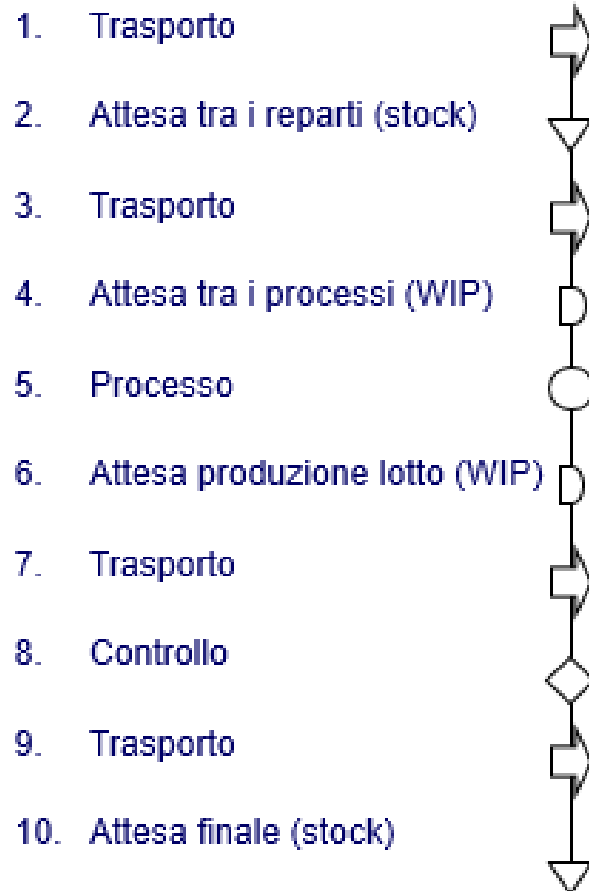 1. Trasporto
2. Attesa tra i reparti (stock)
3. Trasporto
4. Attesa tra i processi (WIP)
5. Processo
6. Attesa produzione lotto (WIP)
7. Trasporto
8. Controllo
9. Trasporto
10. Attesa finale (stock)